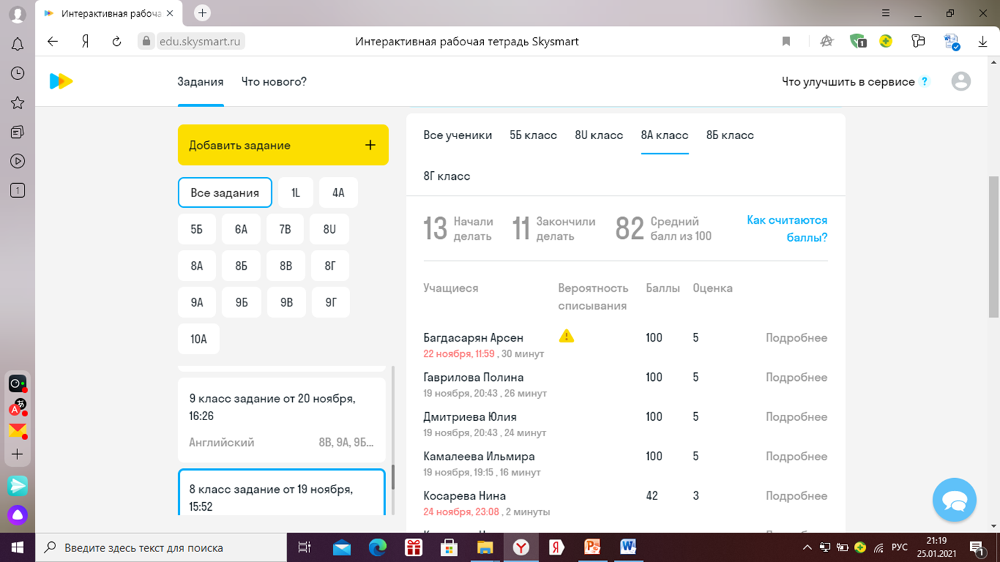 Интерактивная рабоча
edu.skysmart.ru
Интерактивная рабочая тетрадь Skysmart
1
Задания
Что нового?
Что улучшить в сервисе ?
1
Добавить задание +
Все задания
1L
4А
5Б
6А
7В
8U
8А
8Б
8В
8Г
9А
9Б
9В
9Г
10А
9 класс задание от 20 ноября,
16:26
Английский
8В, 9А, 9Б...
8 класс задание от 19 ноября,
15:52
Все ученики
5Б класс
8U класс
8А класс
8Б класс
8Г класс
13 Начали делать
11 Закончили делать
82 Средний балл из 100
Как считаются
баллы?
Учащиеся
Вероятность списывания
Баллы
Оценка
Багдасарян Арсен 100 5 Подробнее
22 ноября, 11:59 , 30 минут
Гаврилова Полина 100 5 Подробнее
19 ноября, 20:43 , 26 минут
Дмитриева Юлия 100 5 Подробнее
19 ноября, 20:43 , 24 минут
Камалеева Ильмира 100 5 Подробнее
19 ноября, 19:15 , 16 минут
Косарева Нина 42 3 Подробнее
24 ноября, 23:08 , 2 минуты
Введите здесь текст для поиска
РУС
21:19
25.01.2021
1